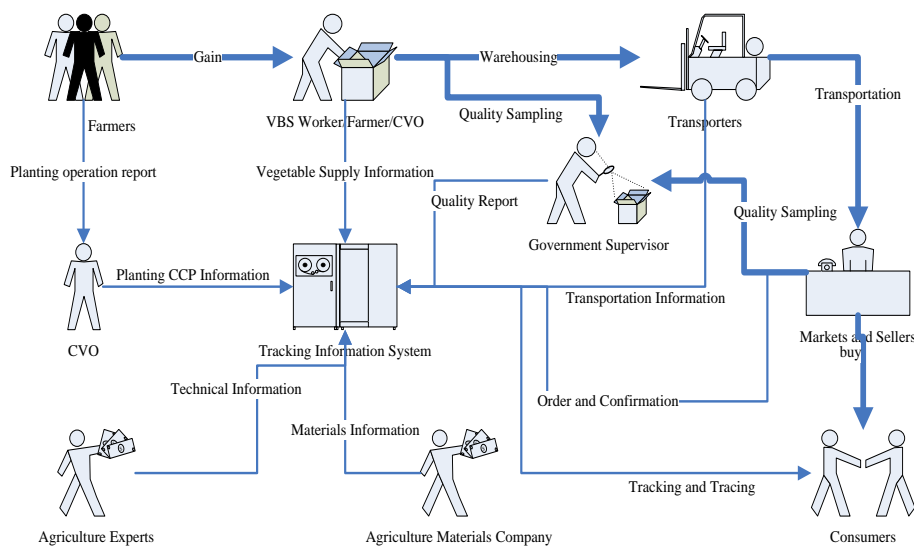 Gain
Warehousing
Transportation
Farmers
VBS Worker/Farmer/CVO
Quality Sampling
Transporters
Planting operation report
Vegetable Supply Information
Quality Report
Quality Sampling
Government Supervisor
Planting CCP Information
Transportation Information
CVO
Tracking Information System
Markets and Sellers
buy
Technical Information
Order and Confirmation
Materials Information
Tracking and Tracing
Agriculture Experts
Agriculture Materials Company
Consumers